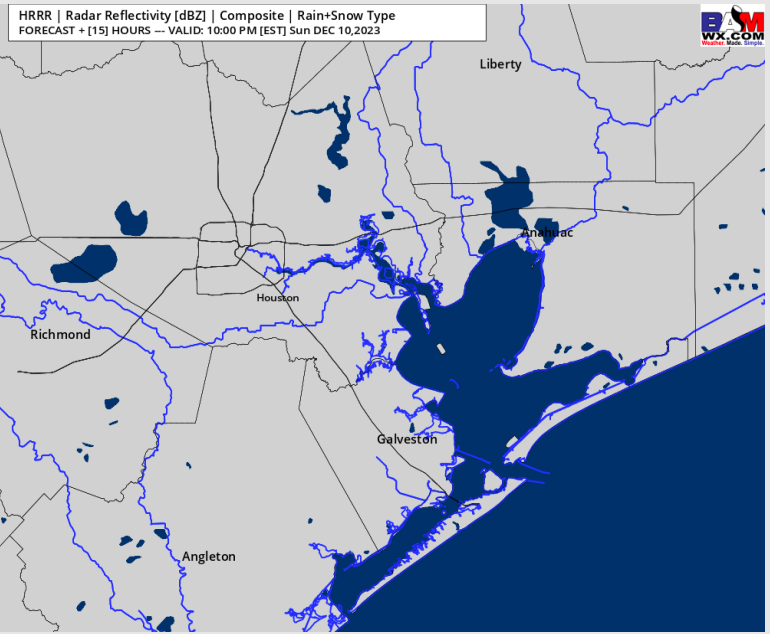 HRRR | Radar Reflectivity [dBZ] | Composite | Rain+Snow Type
FORECAST + [15] HOURS --- VALID: 10:00 PM [EST] Sun DEC 10,2023
BAM
WX.COM
Weather. Made. Simple.
Liberty
Anahuac
Houston
Richmond
Galveston
Angleton